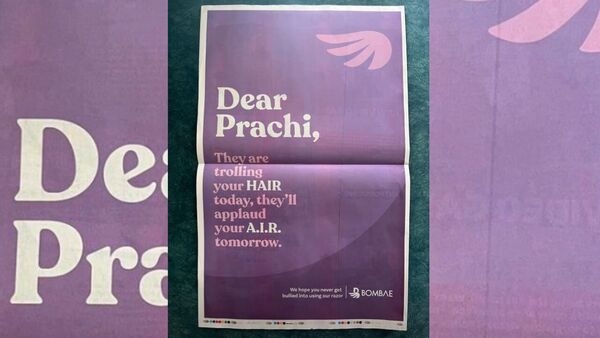 Dear
Prachi,
They are
trolling
your HAIR
today, they'll
applaud
your A.I.R.
tomorrow.
We hope you never get
bullied into using our razor
BOMBAE